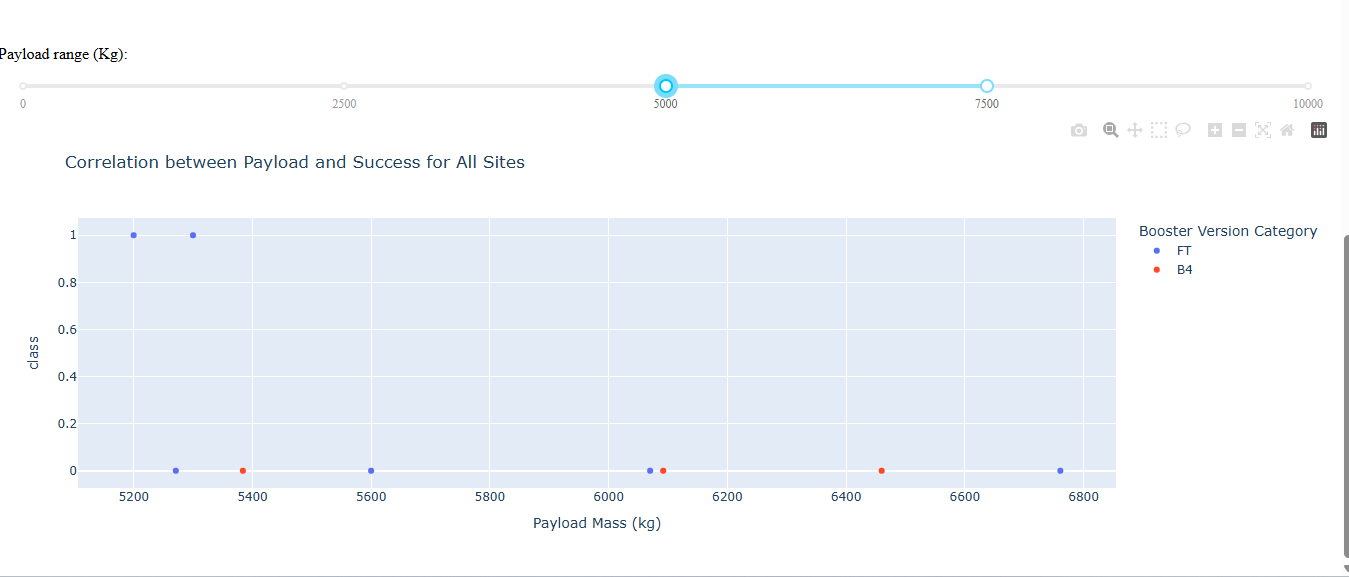 Payload range (Kg):
0 2500 5000 7500 10000
Correlation between Payload and Success for All Sites
Booster Version Category
FT
B4
1
0.8
0.6
0.4
0.2
0
class
5200 5400 5600 5800 6000 6200 6400 6600 6800
Payload Mass (kg)